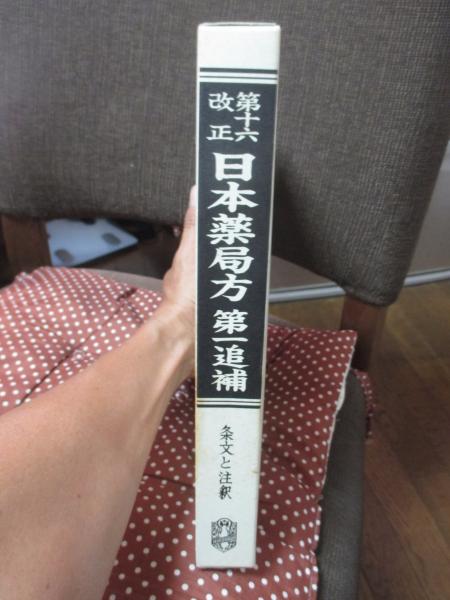 第十六
改正
日本薬局方
第一追補
条文と注釈